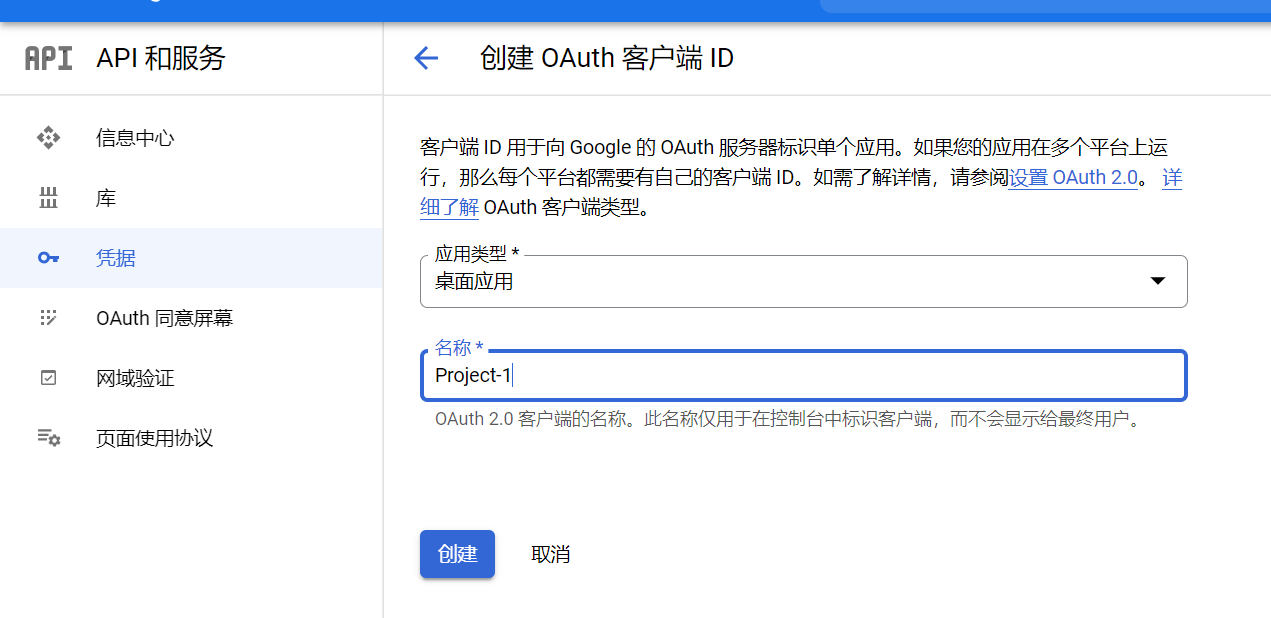 API API 和服务
创建 OAuth 客户端 ID
信息中心
库
凭据
OAuth 同意屏幕
网域验证
页面使用协议
客户端 ID 用于向 Google 的 OAuth 服务器标识单个应用。如果您的应用在多个平台上运
行，那么每个平台都需要有自己的客户端 ID。如需了解详情，请参阅设置 OAuth 2.0。 详
细了解 OAuth 客户端类型。
应用类型 *
桌面应用
名称 *
Project-1
OAuth 2.0 客户端的名称。此名称仅用于在控制台中标识客户端，而不会显示给最终用户。
创建 取消